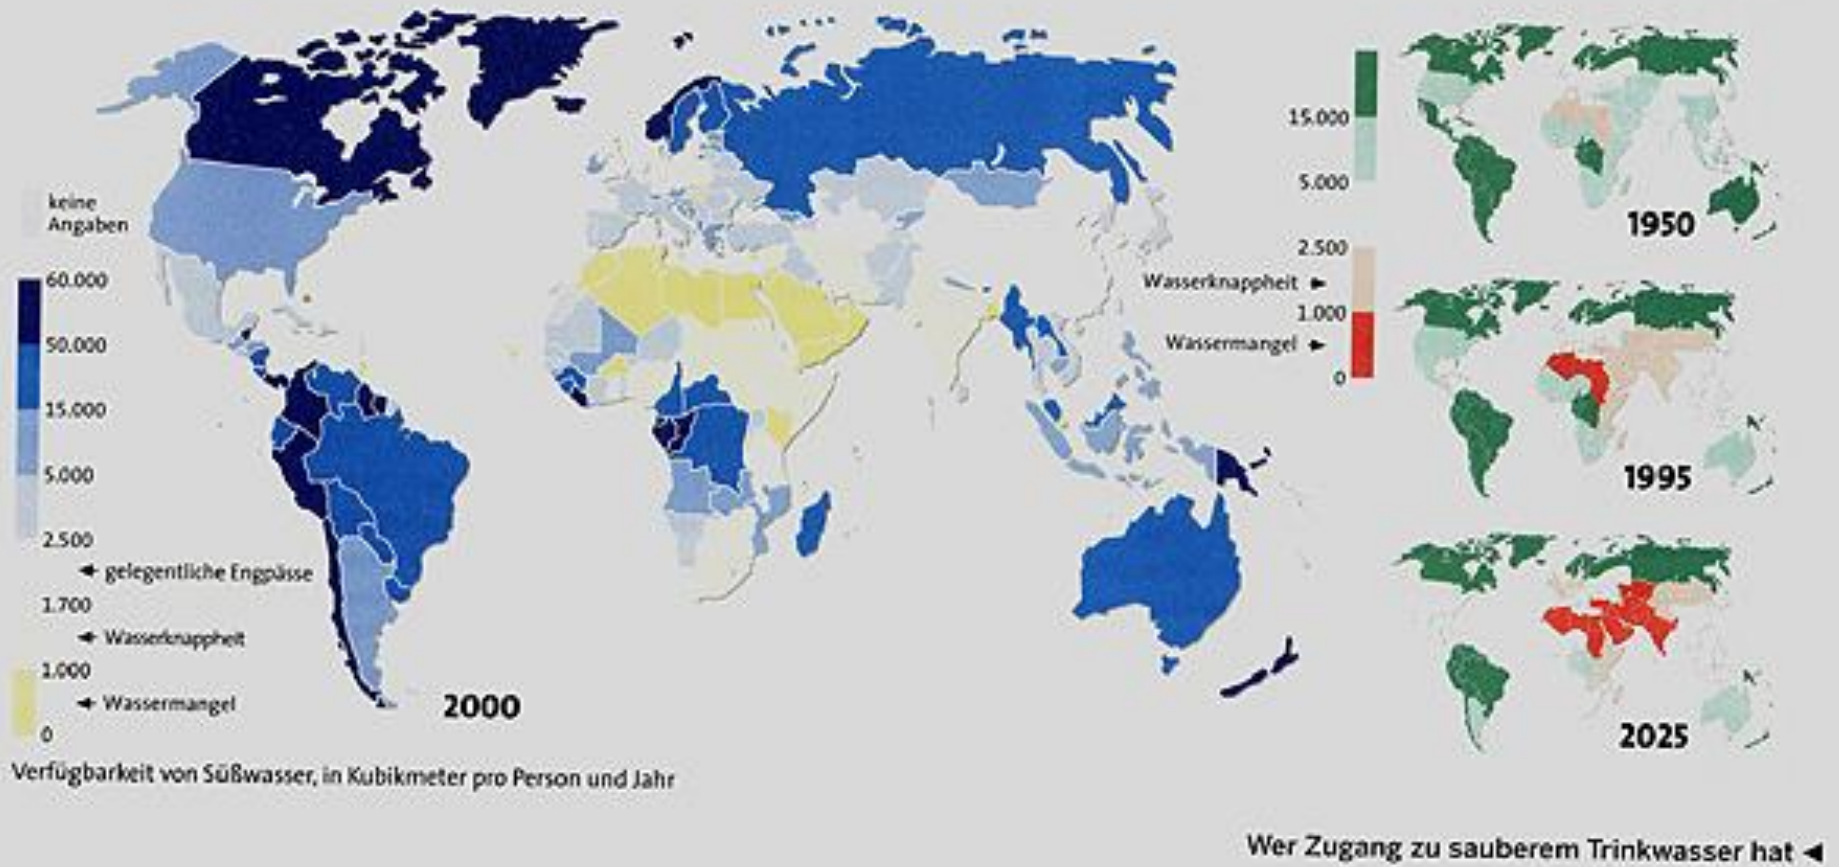 keine
Angaben
60.000
50.000
15.000
5.000
2.500
gelegentliche Engpässe
1.700
Wasserknappheit
1.000
Wassermangel
0
2000
Verfügbarkeit von Süßwasser, in Kubikmeter pro Person und Jahr
15.000
5.000
2.500
Wasserknappheit
1.000
Wassermangel
0
1950
1995
2025
Wer Zugang zu sauberem Trinkwasser hat